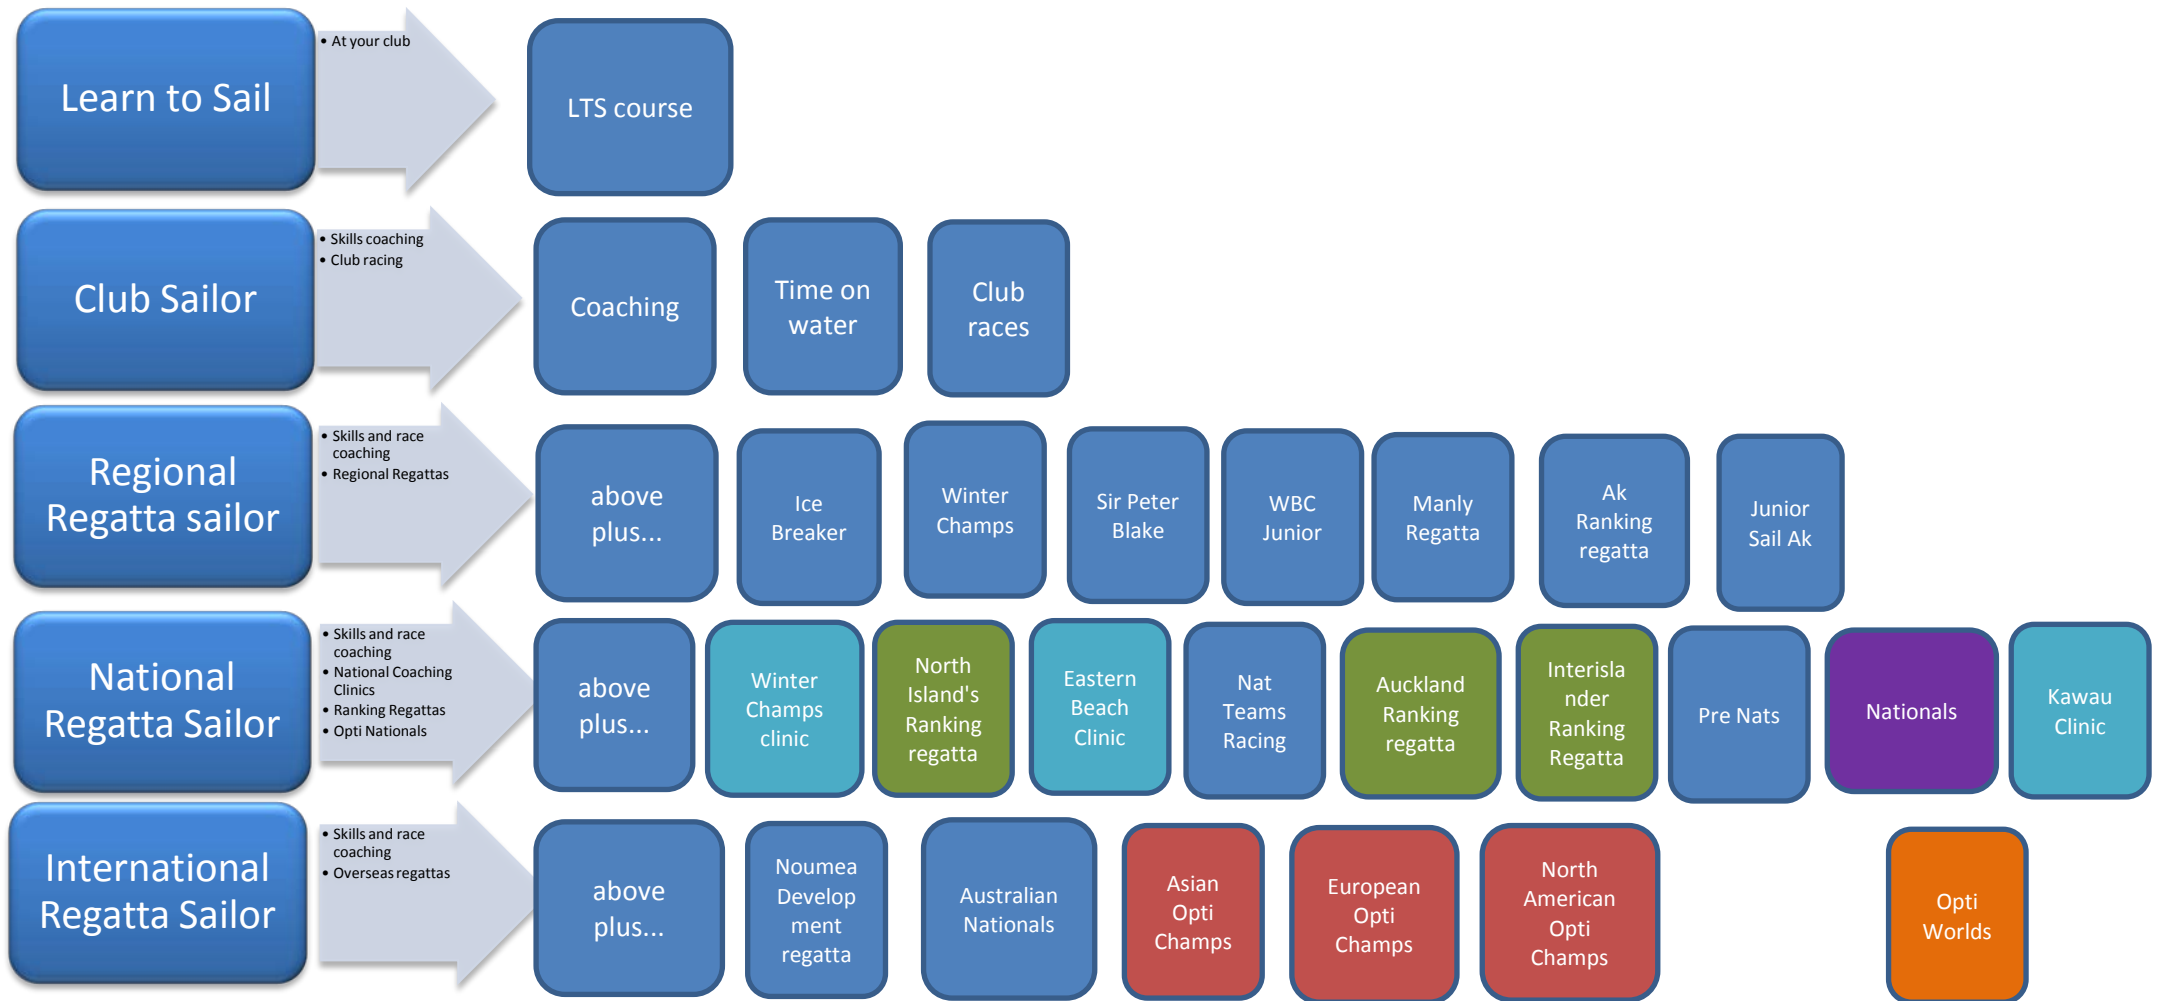 Learn to Sail
• At your club
LTS course
Club Sailor
• Skills coaching
• Club racing
Coaching
Time on
water
Club
races
Regional
Regatta sailor
• Skills and race
coaching
• Regional Regattas
above
plus...
Ice
Breaker
Winter
Champs
Sir Peter
Blake
WBC
Junior
Manly
Regatta
Ak
Ranking
regatta
Junior
Sail Ak
National
Regatta Sailor
• Skills and race
coaching
• National Coaching
Clinics
• Ranking Regattas
• Opti Nationals
above
plus...
Winter
Champs
clinic
North
Island's
Ranking
regatta
Eastern
Beach
Clinic
Nat
Teams
Racing
Auckland
Ranking
regatta
Interisla
nder
Ranking
Regatta
Pre Nats
Nationals
Kawau
Clinic
International
Regatta Sailor
• Skills and race
coaching
• Overseas regattas
above
plus...
Noumea
Develop
ment
regatta
Australian
Nationals
Asian
Opti
Champs
European
Opti
Champs
North
American
Opti
Champs
Opti
Worlds